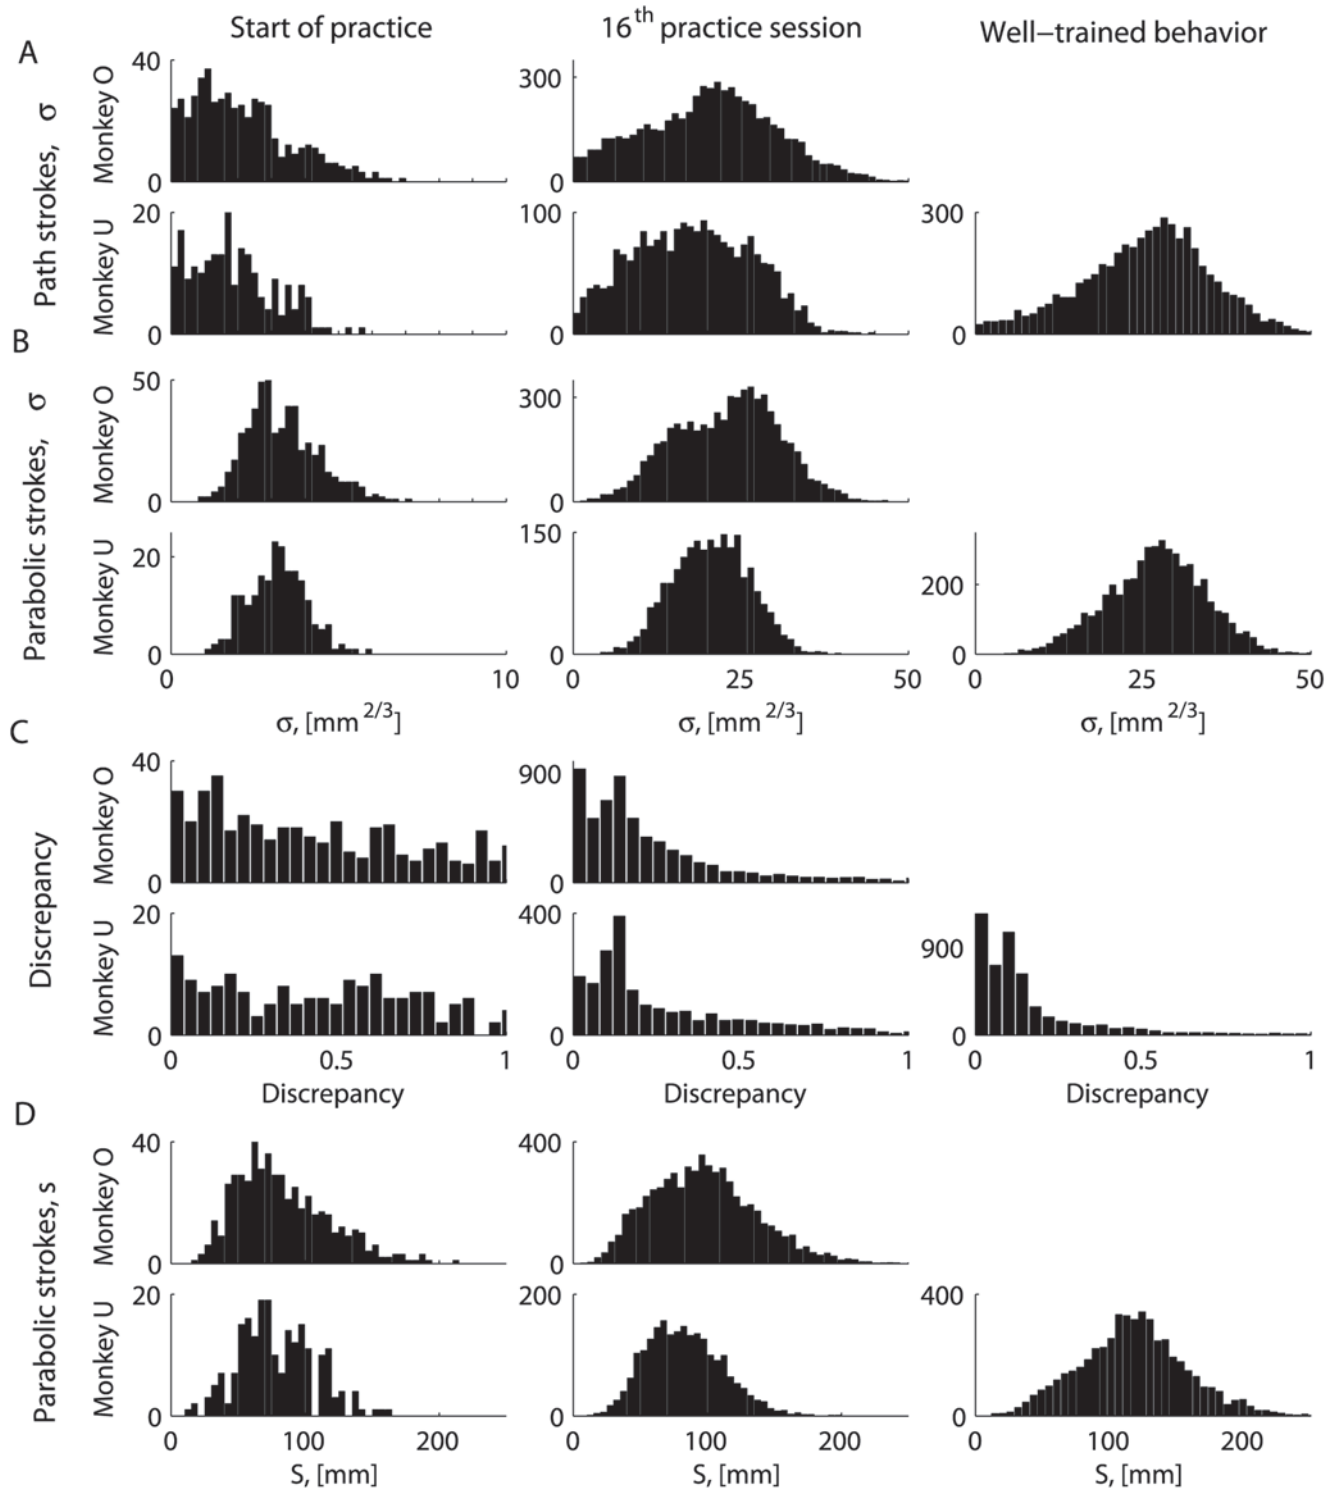 Start of practice
16th practice session
Well–trained behavior
A
Path strokes, σ
Monkey O
40
0
300
0
Monkey U
20
0
100
0
300
0
B
Parabolic strokes, σ
Monkey O
50
0
300
0
Monkey U
20
0
150
0
200
0
0 10
0 25 50
0 25 50
σ, [mm 2/3]
σ, [mm 2/3]
σ, [mm 2/3]
C
Discrepancy
Monkey O
40
0
900
0
Monkey U
20
0
400
0
900
0
0 0.5 1
0 0.5 1
0 0.5 1
Discrepancy
Discrepancy
Discrepancy
D
Parabolic strokes, s
Monkey O
40
0
400
0
Monkey U
20
0
200
0
400
0
0 100 200
0 100 200
0 100 200
S, [mm]
S, [mm]
S, [mm]